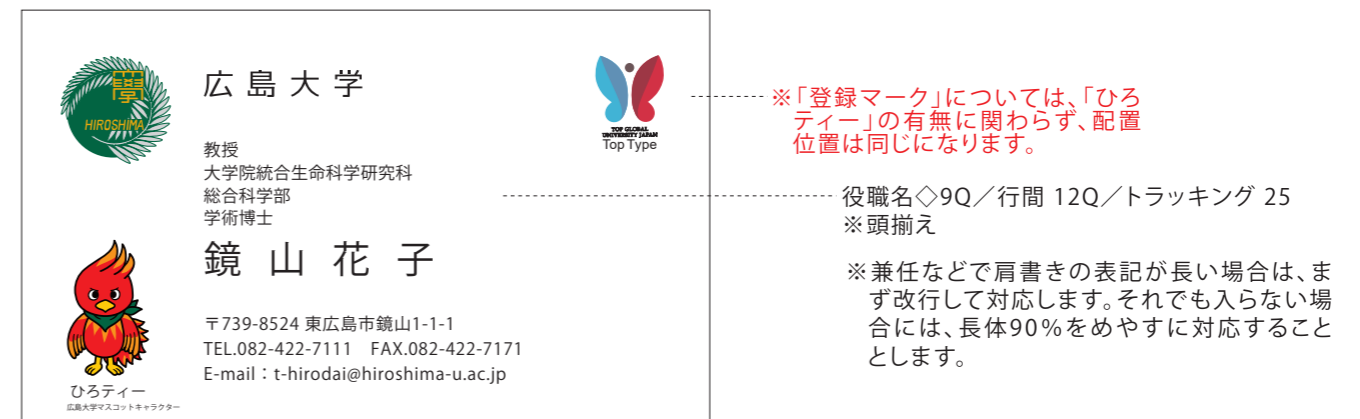 學
HIROSHIMA
広島大学
教授
大学院統合生命科学研究科
総合科学部
学術博士
鏡山花子
〒739-8524 東広島市鏡山1-1-1
TEL.082-422-7111　FAX.082-422-7171
E-mail：t-hirodai@hiroshima-u.ac.jp
ひろティー
広島大学マスコットキャラクター
TOP GLOBAL
UNIVERSITY JAPAN
Top Type
※「登録マーク」については、「ひろ
ティー」の有無に関わらず、配置
位置は同じになります。
役職名◇9Q／行間 12Q／トラッキング 25
※頭揃え
※兼任などで肩書きの表記が長い場合は、ま
ず改行して対応します。それでも入らない場
合には、長体90％をめやすに対応すること
とします。